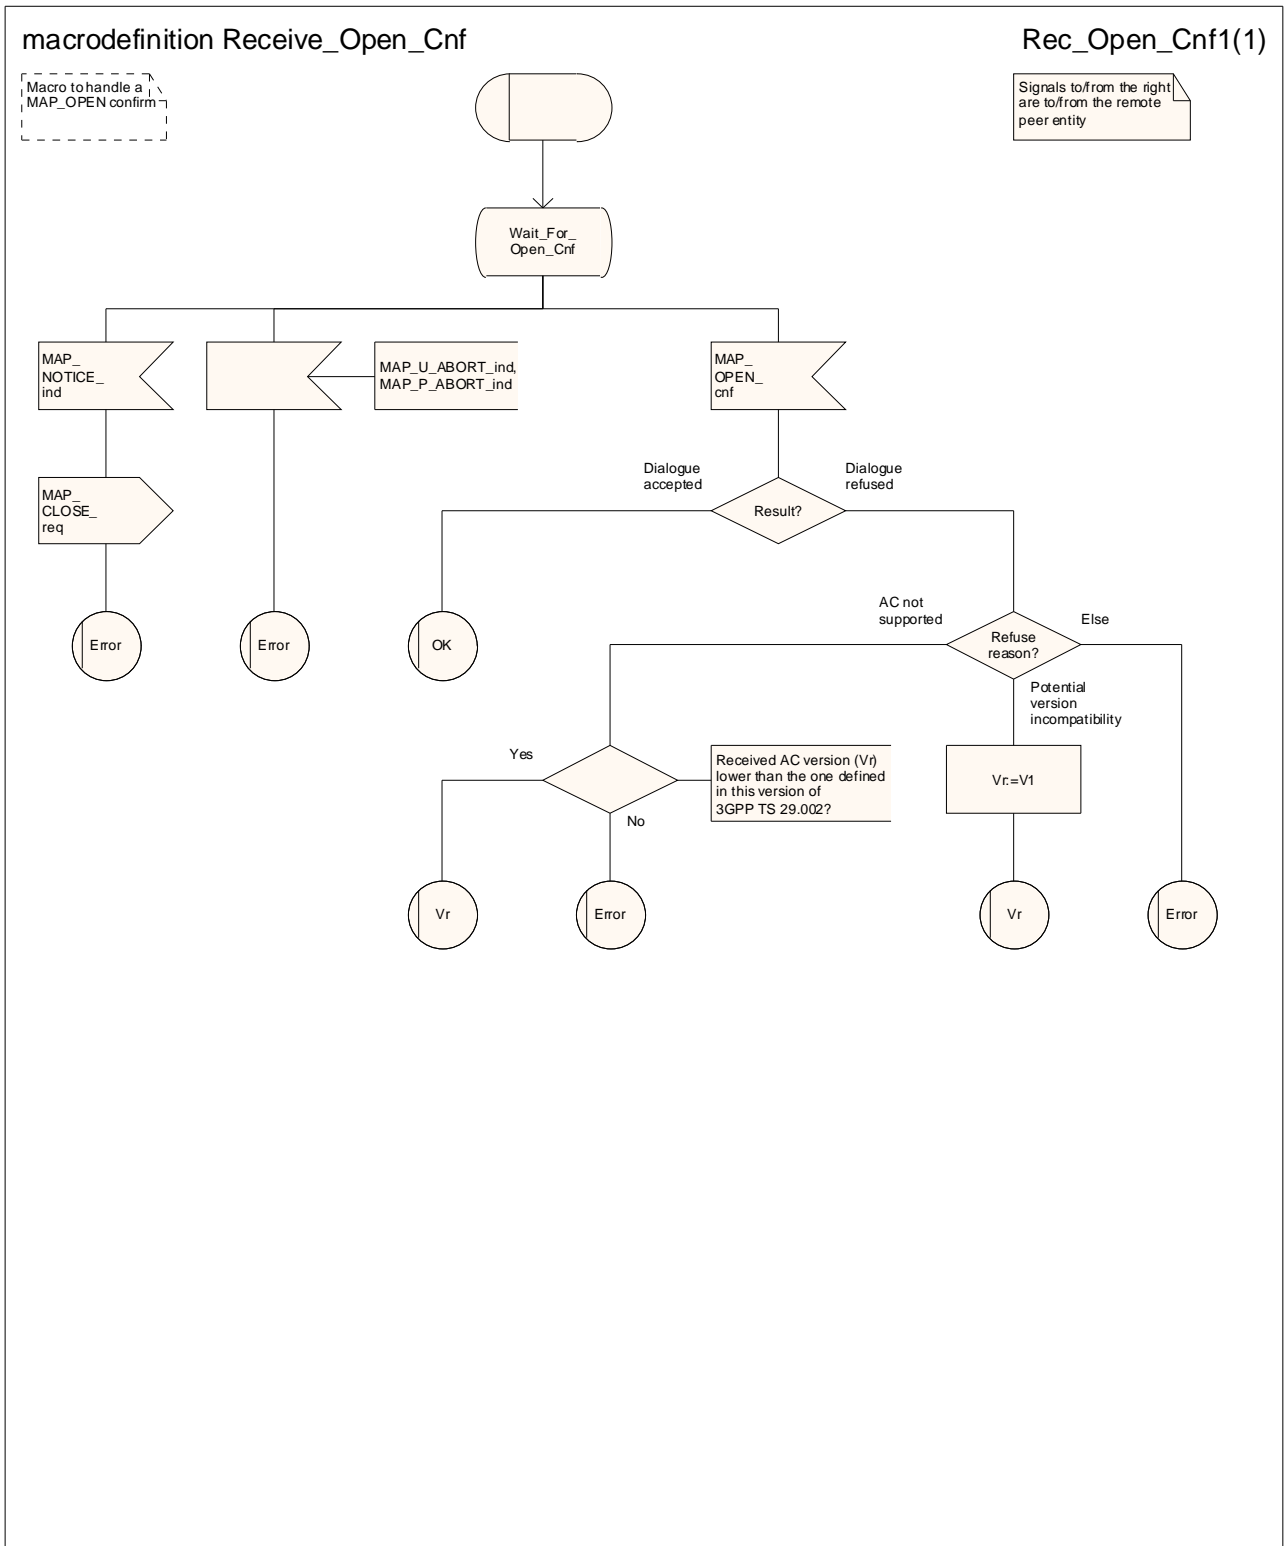 macrodefinition Receive_Open_Cnf
Rec_Open_Cnf1(1)
Macro to handle a
MAP_OPEN confirm
Signals to/from the right
are to/from the remote
peer entity
Wait_For_
Open_Cnf
MAP_
NOTICE_
ind
MAP_U_ABORT_ind,
MAP_P_ABORT_ind
MAP_
OPEN_
cnf
MAP_
CLOSE_
req
Dialogue
accepted
Dialogue
refused
Result?
Error
Error
OK
AC not
supported
Else
Refuse
reason?
Potential
version
incompatibility
Yes
Received AC version (Vr)
lower than the one defined
in this version of
3GPP TS 29.002?
No
Vr:=V1
Vr
Error
Vr
Error